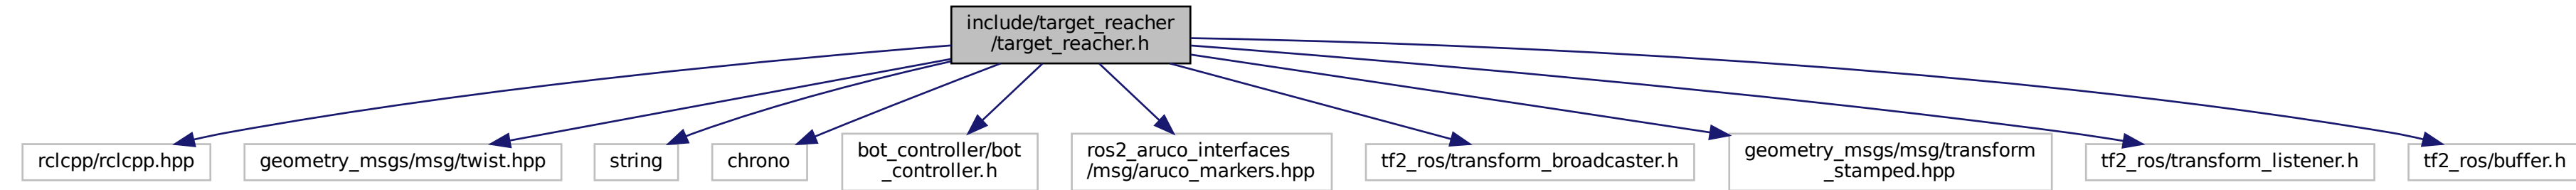 include/target_reacher
/target_reacher.h
rclcpp/rclcpp.hpp
geometry_msgs/msg/twist.hpp
string
chrono
bot_controller/bot
_controller.h
ros2_aruco_interfaces
/msg/aruco_markers.hpp
tf2_ros/transform_broadcaster.h
geometry_msgs/msg/transform
_stamped.hpp
tf2_ros/transform_listener.h
tf2_ros/buffer.h